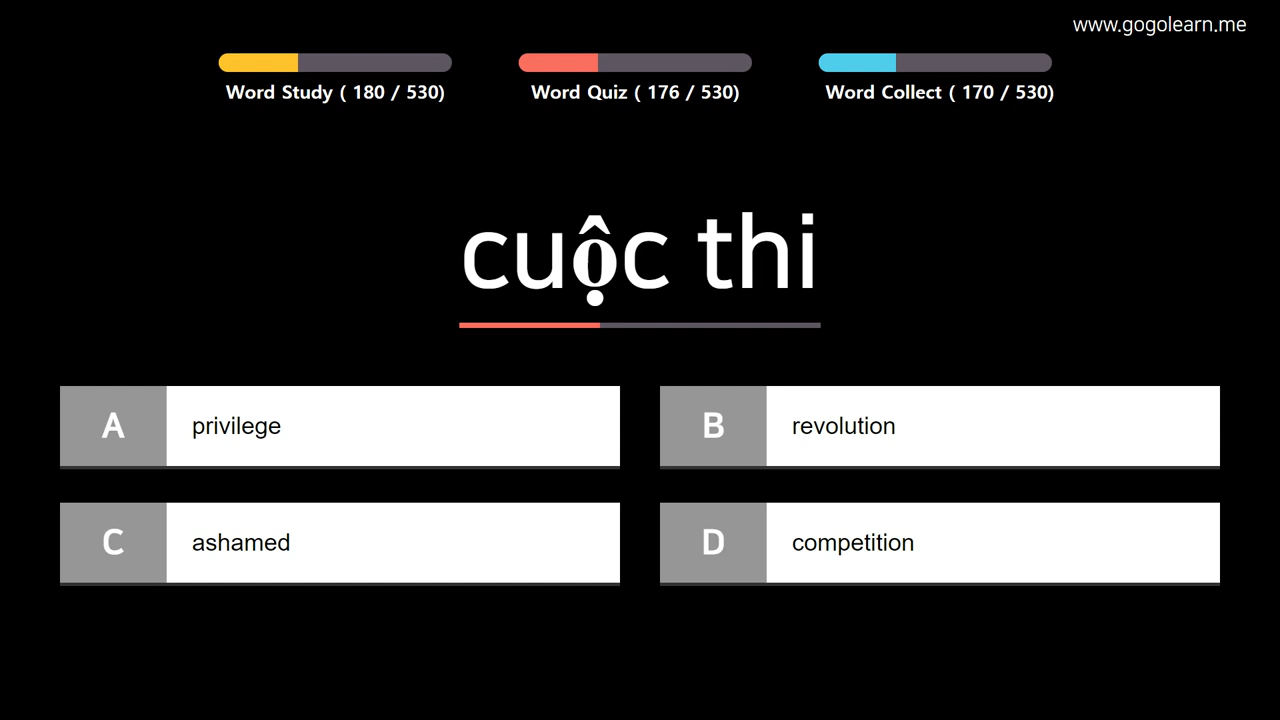 www.gogolearn.me
Word Study ( 180 / 530)
Word Quiz ( 176 / 530)
Word Collect ( 170 / 530)
cuộc thi
A privilege
B revolution
C ashamed
D competition